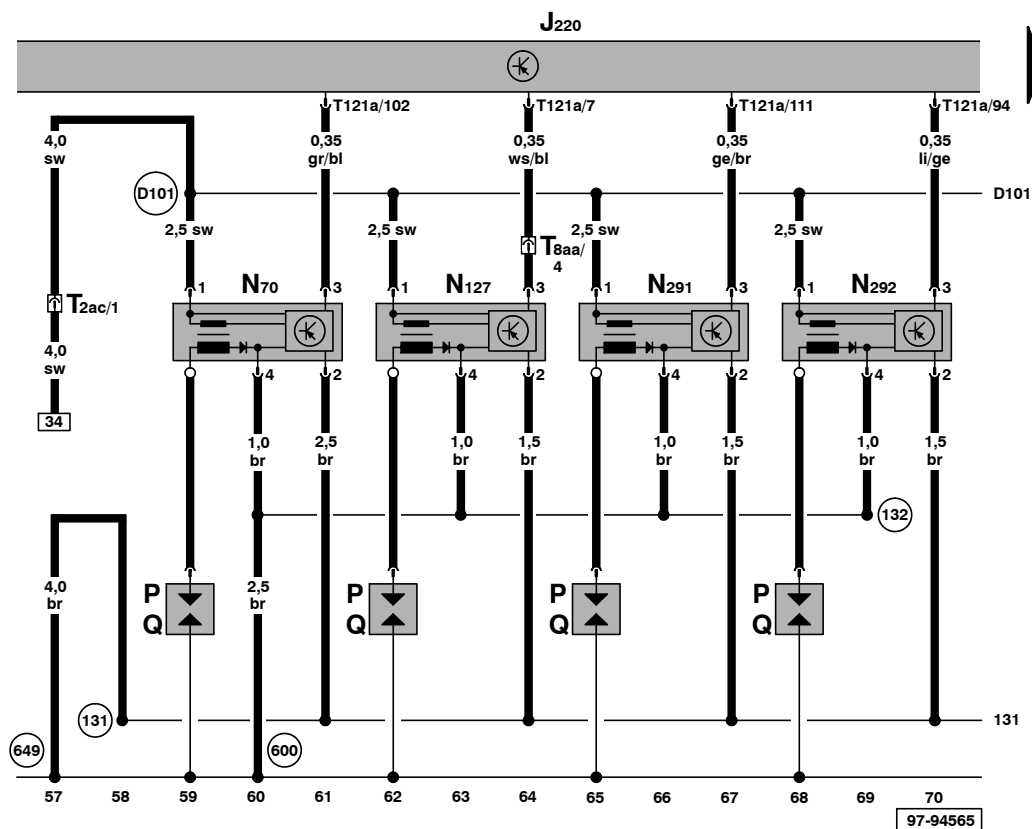 J220
T121a/102
T121a/7
T121a/111
T121a/94
4,0
sw
0,35
gr/bl
0,35
ws/bl
0,35
ge/br
0,35
li/ge
D101
D101
2,5 sw
2,5 sw
2,5 sw
2,5 sw
T8aa/
4
1 N70 3
1 N127 3
1 N291 3
1 N292 3
T2ac/1
4,0
sw
4 2
4 2
4 2
4 2
34
1,0
br
2,5
br
1,0
br
1,5
br
1,0
br
1,5
br
1,0
br
1,5
br
132
4,0
br
2,5
br
P
Q
P
Q
P
Q
P
Q
131
131
649
600
57 58 59 60 61 62 63 64 65 66 67 68 69 70
97-94565